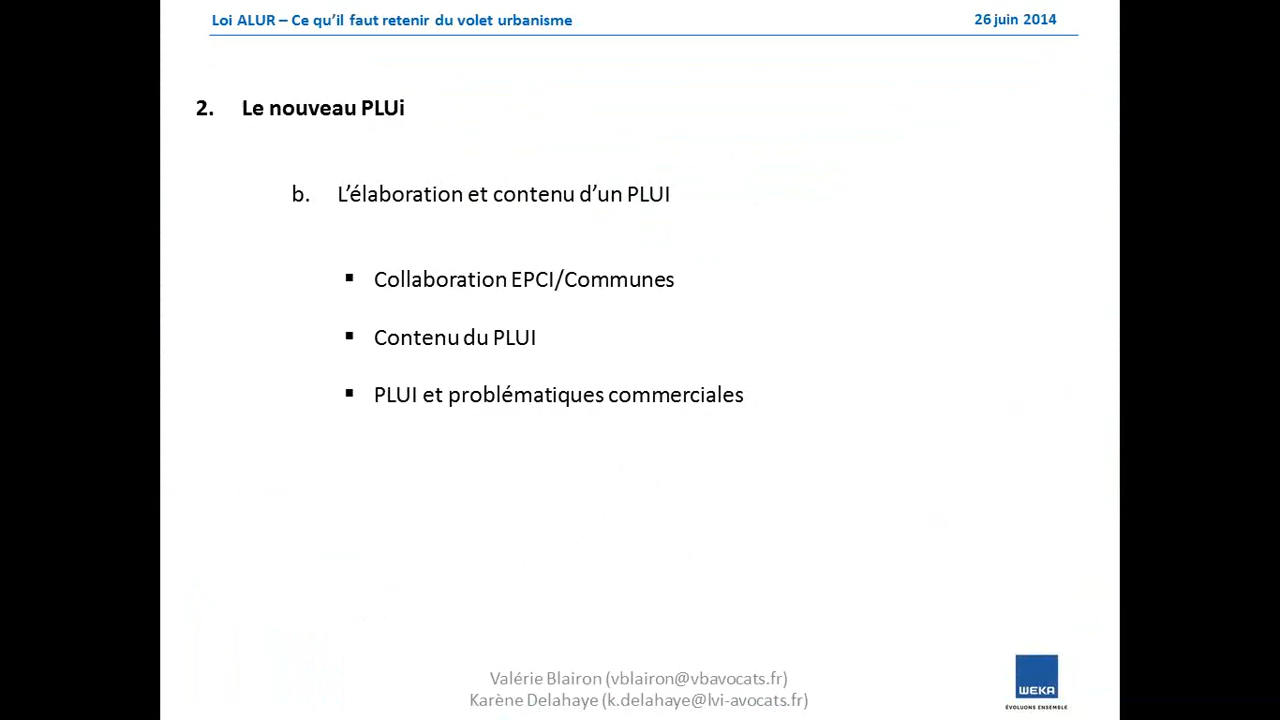 Loi ALUR – Ce qu’il faut retenir du volet urbanisme 26 juin 2014
2. Le nouveau PLUi
b. L’élaboration et contenu d’un PLUI
▪ Collaboration EPCI/Communes
▪ Contenu du PLUI
▪ PLUI et problématiques commerciales
Valérie Blairon (vblairon@vbavocats.fr)
Karène Delahaye (k.delahaye@lvi-avocats.fr)
WEKA
ÉVOLUONS ENSEMBLE